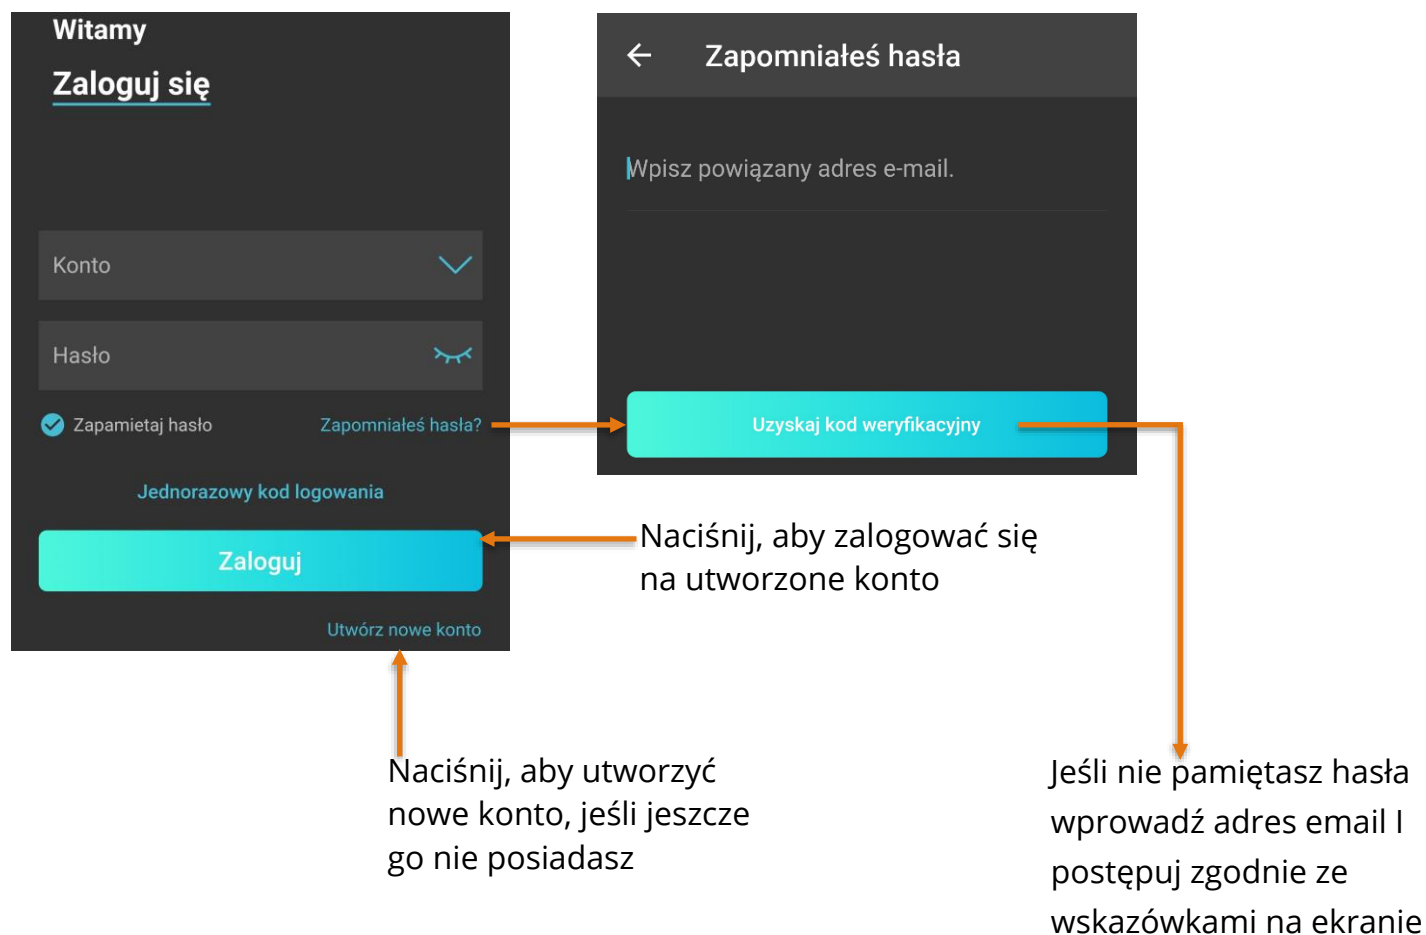 Witamy
Zaloguj się
Konto
Hasło
Zapamietaj hasło
Zapomniałeś hasła?
Jednorazowy kod logowania
Zaloguj
Utwórz nowe konto
Zapomniałeś hasła
Wpisz powiązany adres e-mail.
Uzyskaj kod weryfikacyjny
Naciśnij, aby zalogować się
na utworzone konto
Naciśnij, aby utworzyć
nowe konto, jeśli jeszcze
go nie posiadasz
Jeśli nie pamiętasz hasła
wprowadź adres email I
postępuj zgodnie ze
wskazówkami na ekranie